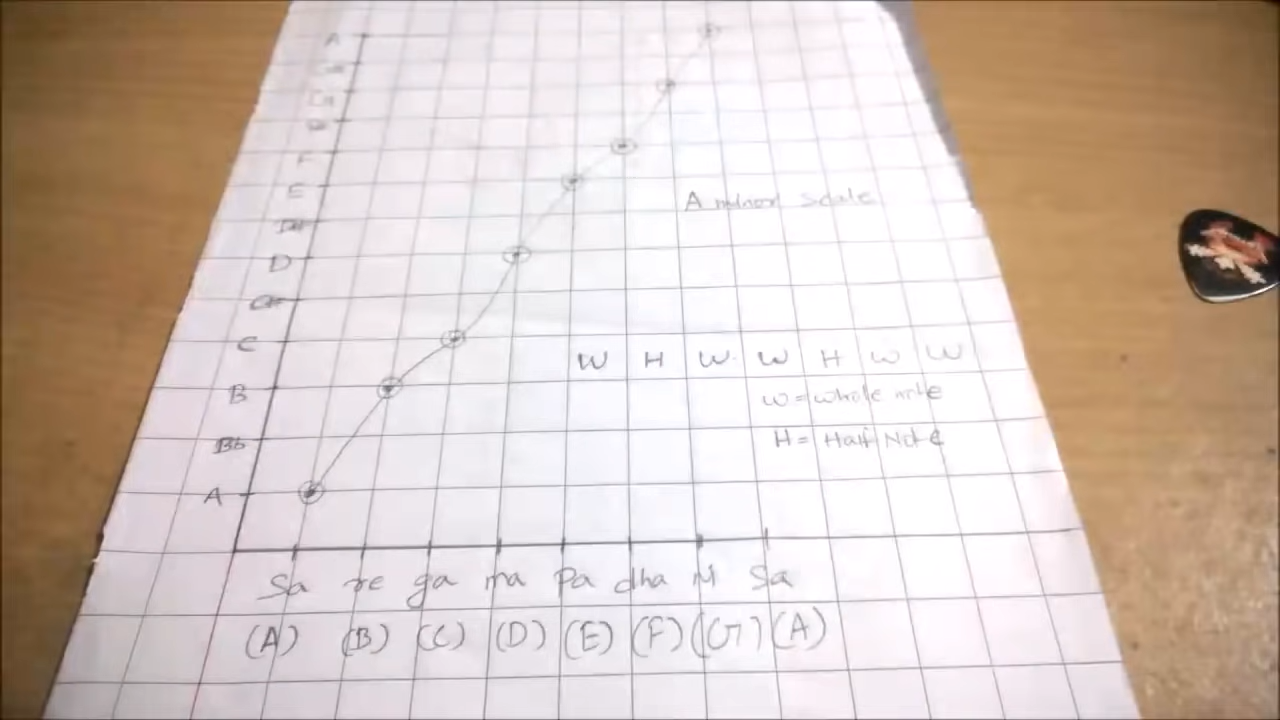 A
F
E
D#
D
C#
C
B
Bb
A
A minor scale
W H W W H W W
W = whole note
H = Half Note
Sa re ga ma Pa dha Ni Sa
(A) (B) (C) (D) (E) (F) (G) (A)